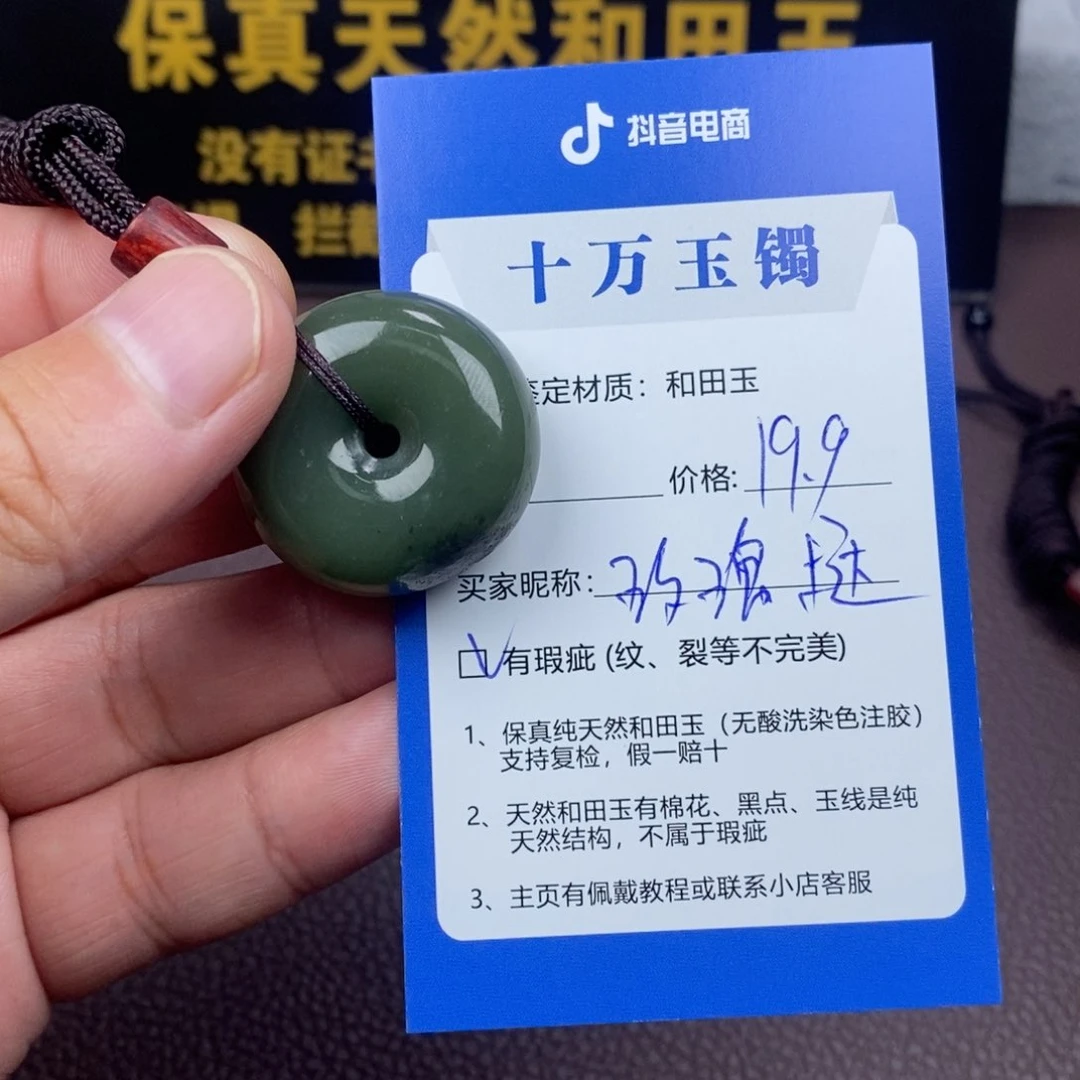 保真天然和田玉
没有证
拦截
抖音电商
十万玉镯
鉴定材质：和田玉
价格: 19.9
买家昵称: 玫瑰
有瑕疵 (纹、裂等不完美)
1、保真纯天然和田玉（无酸洗染色注胶）
支持复检，假一赔十
2、天然和田玉有棉花、黑点、玉线是纯
天然结构，不属于瑕疵
3、主页有佩戴教程或联系小店客服